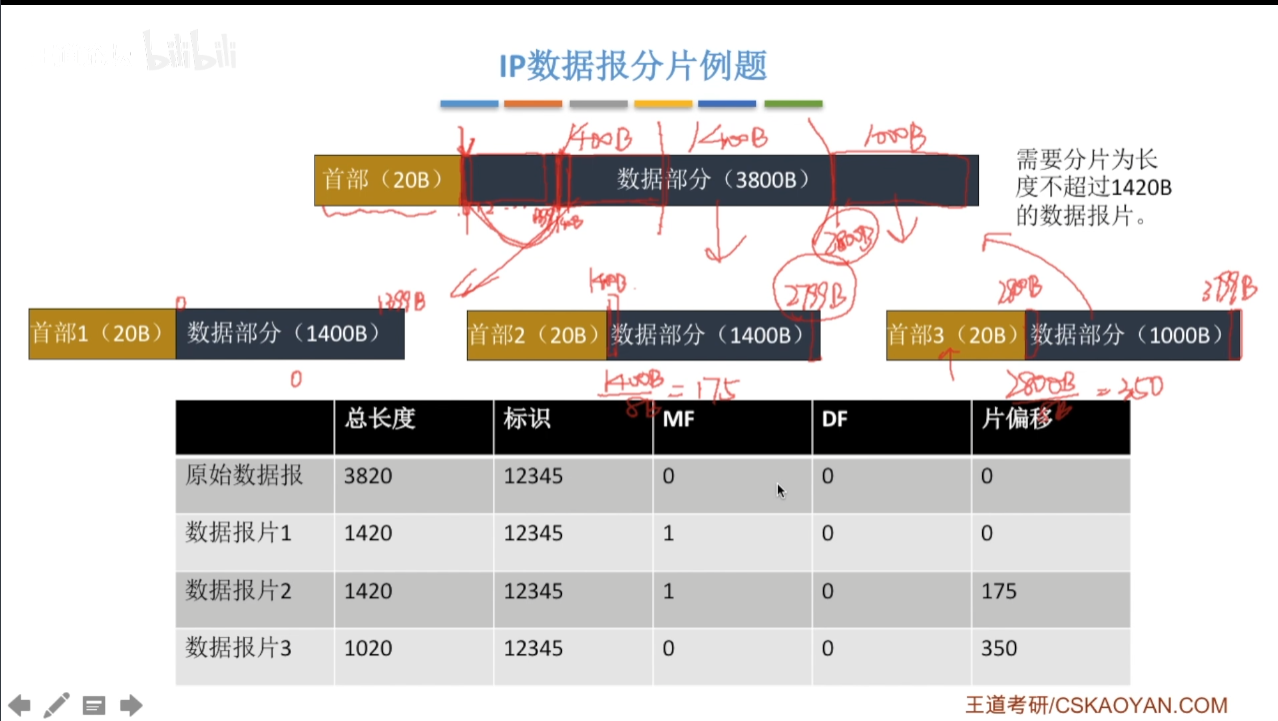 bilibili
IP数据报分片例题
1400B 1400B 1000B
首部（20B） 数据部分（3800B）
需要分片为长
度不超过1420B
的数据报片。
2800B
0 1399B 1400B 2799B 2800B 3799B
首部1（20B） 数据部分（1400B） 首部2（20B） 数据部分（1400B） 首部3（20B） 数据部分（1000B）
0 1400B/8B = 175 2800B/8B = 350
总长度 标识 MF DF 片偏移
原始数据报 3820 12345 0 0 0
数据报片1 1420 12345 1 0 0
数据报片2 1420 12345 1 0 175
数据报片3 1020 12345 0 0 350
王道考研/CSKAOYAN.COM